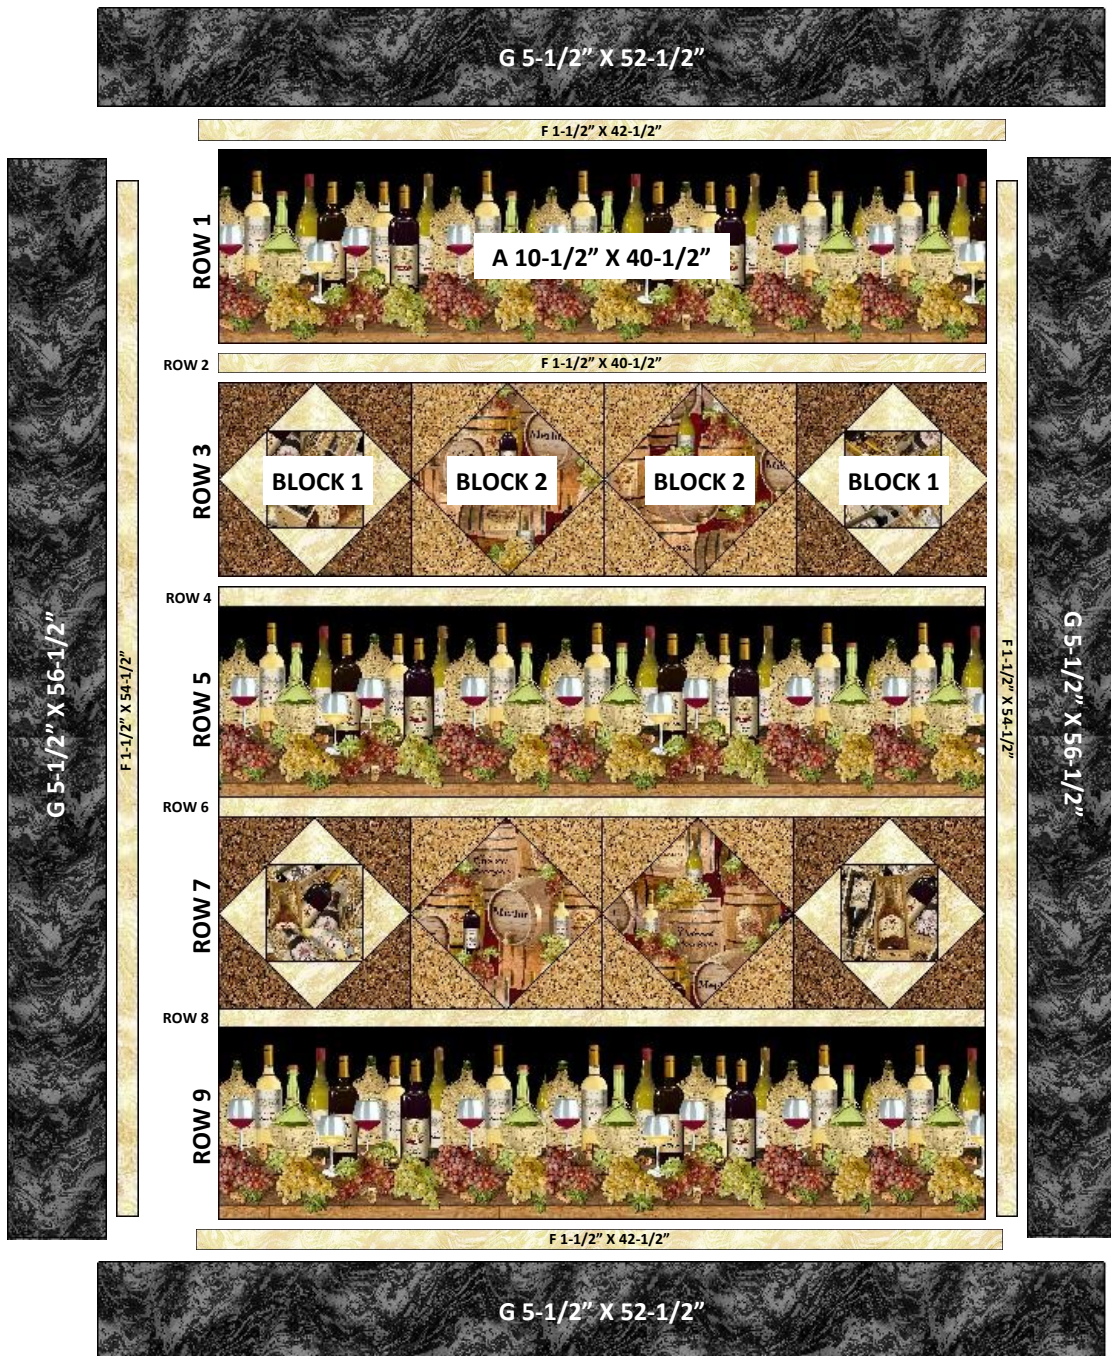 G 5-1/2” X 52-1/2”
F 1-1/2” X 42-1/2”
ROW 1
A 10-1/2” X 40-1/2”
ROW 2
F 1-1/2” X 40-1/2”
ROW 3
BLOCK 1
BLOCK 2
BLOCK 2
BLOCK 1
ROW 4
G 5-1/2” X 56-1/2”
F 1-1/2” X 54-1/2”
ROW 5
F 1-1/2” X 54-1/2”
G 5-1/2” X 56-1/2”
ROW 6
ROW 7
ROW 8
ROW 9
F 1-1/2” X 42-1/2”
G 5-1/2” X 52-1/2”